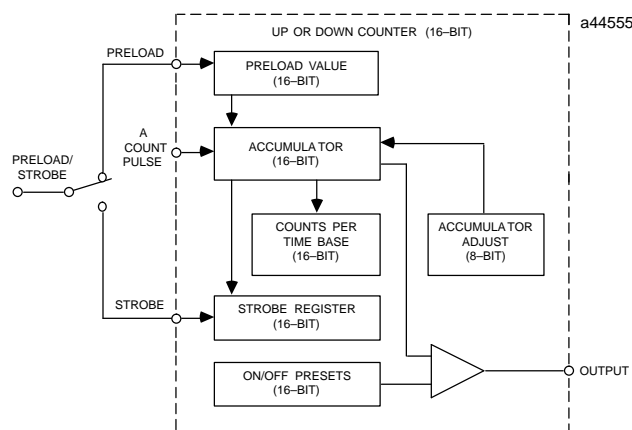 a44555
UP OR DOWN COUNTER (16–BIT)
PRELOAD
PRELOAD VALUE
(16–BIT)
A
COUNT
PULSE
ACCUMULATOR
(16–BIT)
PRELOAD/
STROBE
COUNTS PER
TIME BASE
(16–BIT)
ACCUMULATOR
ADJUST
(8–BIT)
STROBE
STROBE REGISTER
(16–BIT)
ON/OFF PRESETS
(16–BIT)
OUTPUT